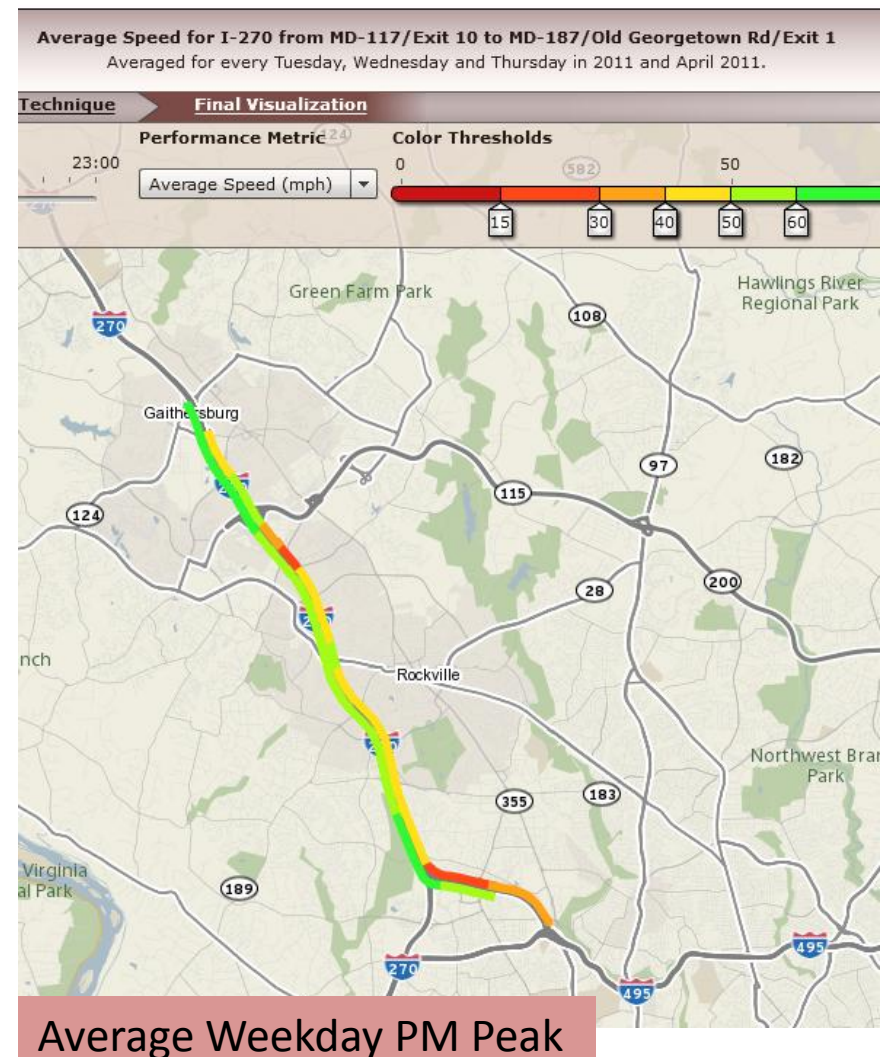 Average Speed for I-270 from MD-117/Exit 10 to MD-187/Old Georgetown Rd/Exit 1
Averaged for every Tuesday, Wednesday and Thursday in 2011 and April 2011.
Technique
Final Visualization
Performance Metric
Color Thresholds
124
23:00
0
582
50
Average Speed (mph)
15
30
40
50
60
Green Farm Park
Hawlings River
Regional Park
270
108
Gaithersburg
97
182
124
115
28
200
nch
Rockville
Northwest Bran
Park
355
183
Virginia
al Park
189
270
495
495
Average Weekday PM Peak